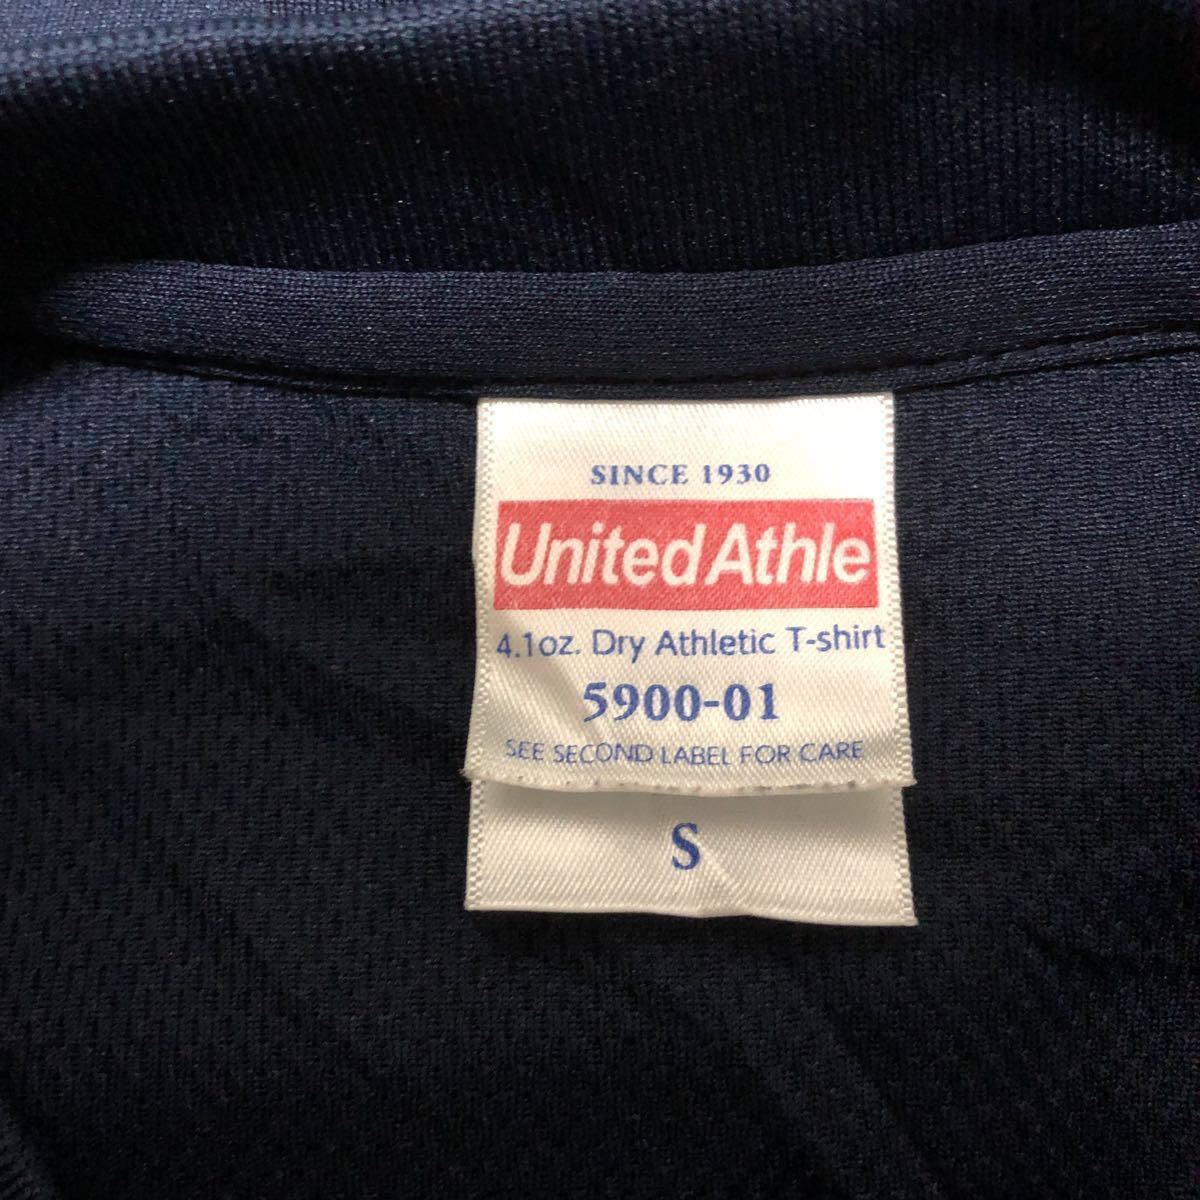 SINCE 1930
United Athle
4.1oz. Dry Athletic T-shirt
5900-01
SEE SECOND LABEL FOR CARE
S